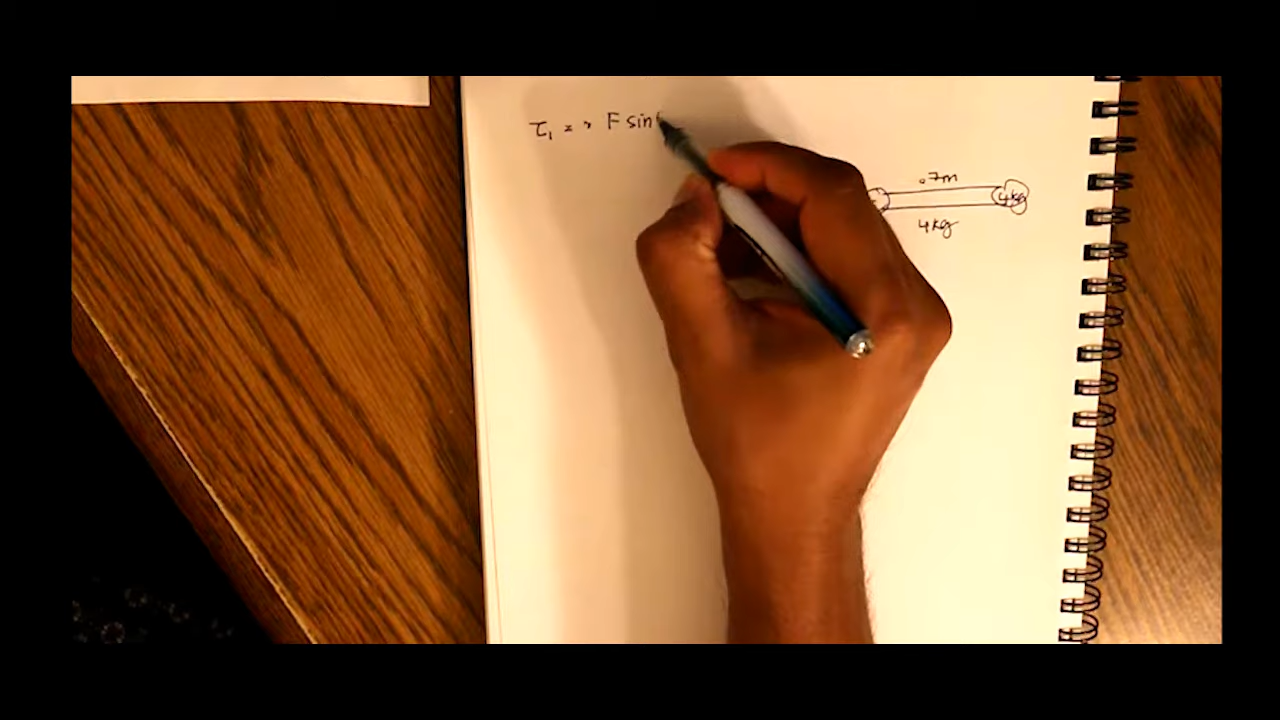 τ₁ = r F sin
.7m
4kg
4kg